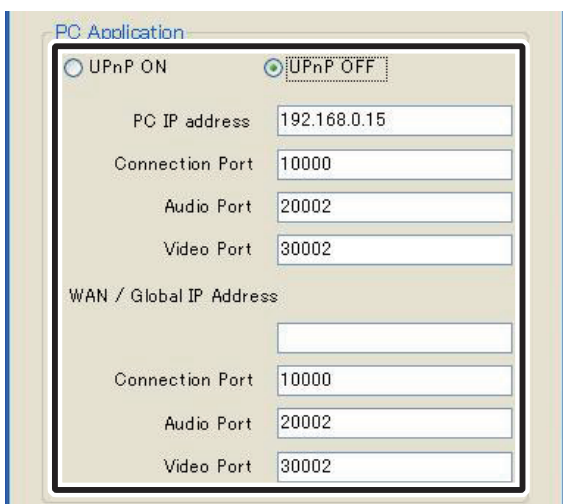 PC Application
UPnP ON UPnP OFF
PC IP address 192.168.0.15
Connection Port 10000
Audio Port 20002
Video Port 30002
WAN / Global IP Address
Connection Port 10000
Audio Port 20002
Video Port 30002